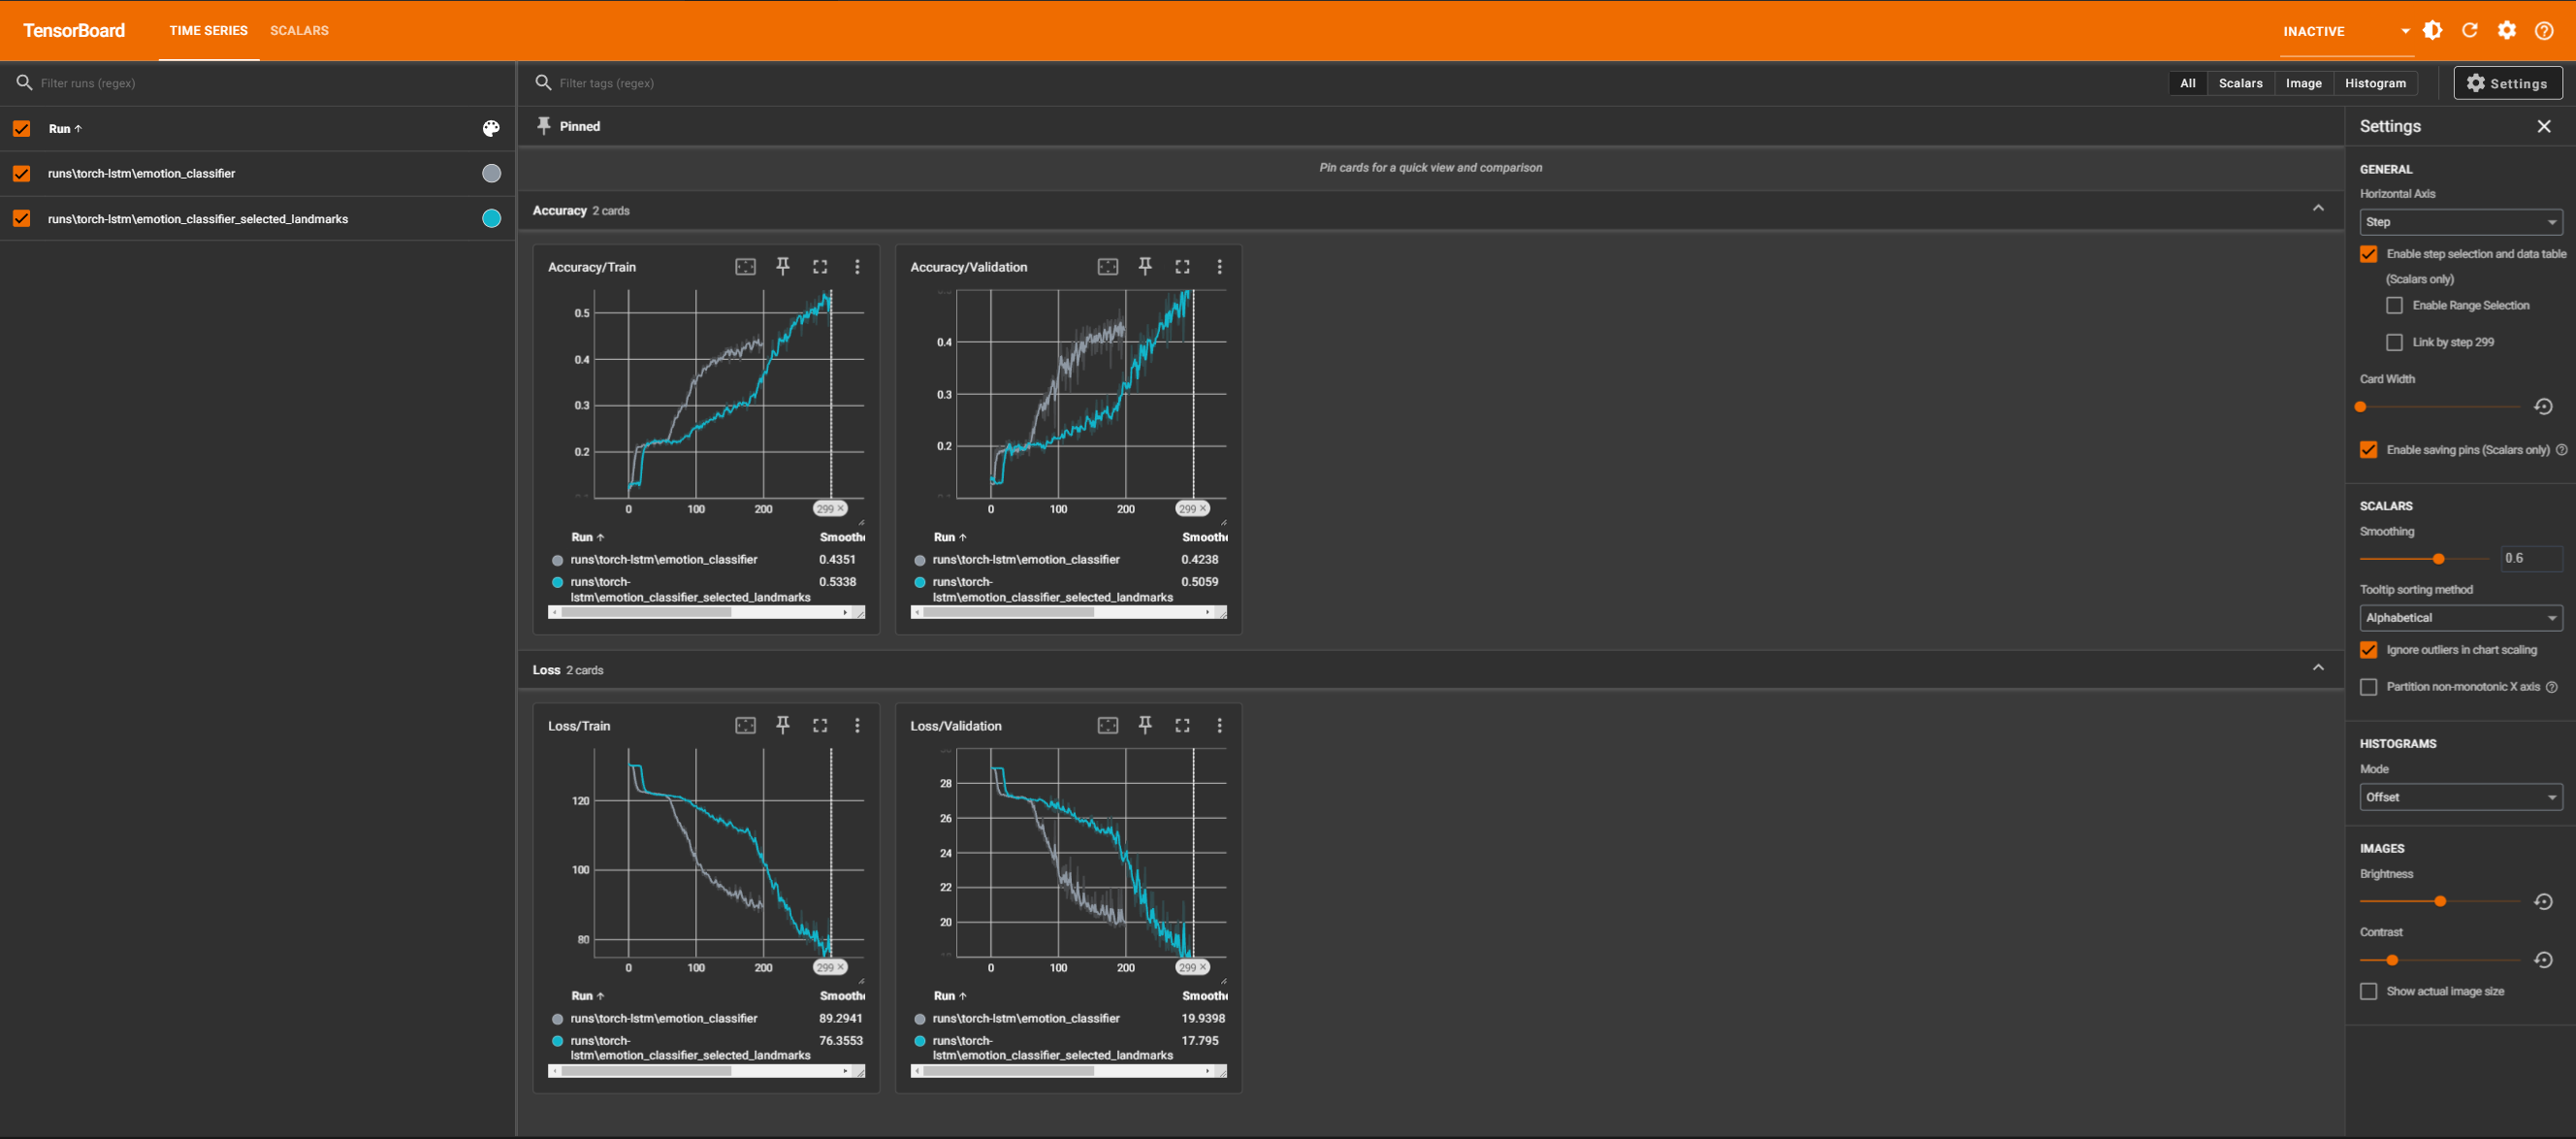 TensorBoard
TIME SERIES
SCALARS
INACTIVE
Filter runs (regex)
Filter tags (regex)
All
Scalars
Image
Histogram
Settings
Run
runs\torch-lstm\emotion_classifier
runs\torch-lstm\emotion_classifier_selected_landmarks
Pinned
Pin cards for a quick view and comparison
Accuracy 2 cards
Accuracy/Train
0.5
0.4
0.3
0.2
0 100 200 299
Run Smoothe
runs\torch-lstm\emotion_classifier 0.4351
runs\torch- 0.5338
lstm\emotion_classifier_selected_landmarks
Accuracy/Validation
0.4
0.3
0.2
0 100 200 299
Run Smoothe
runs\torch-lstm\emotion_classifier 0.4238
runs\torch- 0.5059
lstm\emotion_classifier_selected_landmarks
Loss 2 cards
Loss/Train
120
100
80
0 100 200 299
Run Smoothe
runs\torch-lstm\emotion_classifier 89.2941
runs\torch- 76.3553
lstm\emotion_classifier_selected_landmarks
Loss/Validation
28
26
24
22
20
0 100 200 299
Run Smoothe
runs\torch-lstm\emotion_classifier 19.9398
runs\torch- 17.795
lstm\emotion_classifier_selected_landmarks
Settings
GENERAL
Horizontal Axis
Step
Enable step selection and data table
(Scalars only)
Enable Range Selection
Link by step 299
Card Width
Enable saving pins (Scalars only)
SCALARS
Smoothing
0.6
Tooltip sorting method
Alphabetical
Ignore outliers in chart scaling
Partition non-monotonic X axis
HISTOGRAMS
Mode
Offset
IMAGES
Brightness
Contrast
Show actual image size